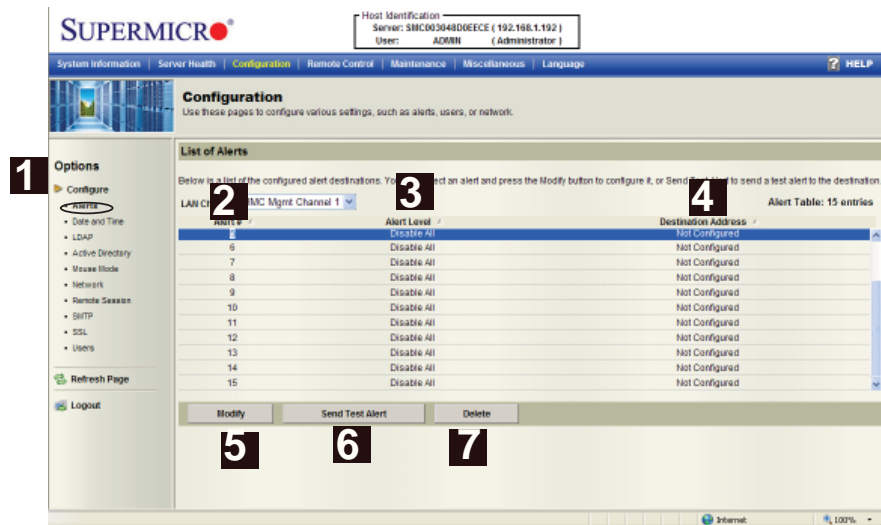 SUPERMICR
Host Identification
Server: SMC003048D0EECE ( 192.168.1.192 )
User: ADMIN ( Administrator )
System Information | Server Health | Configuration | Remote Control | Maintenance | Miscellaneous | Language
HELP
Configuration
Use these pages to configure various settings, such as alerts, users, or network.
1
Options
Configure
Alerts
Date and Time
LDAP
Active Directory
Mouse Mode
Network
Remote Session
SMTP
SSL
Users
Refresh Page
Logout
List of Alerts
Below is a list of the configured alert destinations. You ect an alert and press the Modify button to configure it, or Send to send a test alert to the destination.
2
3
4
LAN Ch MC Mgmt Channel 1
Alert Table: 15 entries
Alert # Alert Level Destination Address
5 Disable All Not Configured
6 Disable All Not Configured
7 Disable All Not Configured
8 Disable All Not Configured
9 Disable All Not Configured
10 Disable All Not Configured
11 Disable All Not Configured
12 Disable All Not Configured
13 Disable All Not Configured
14 Disable All Not Configured
15 Disable All Not Configured
Modify Send Test Alert Delete
5
6
7
Internet 100%